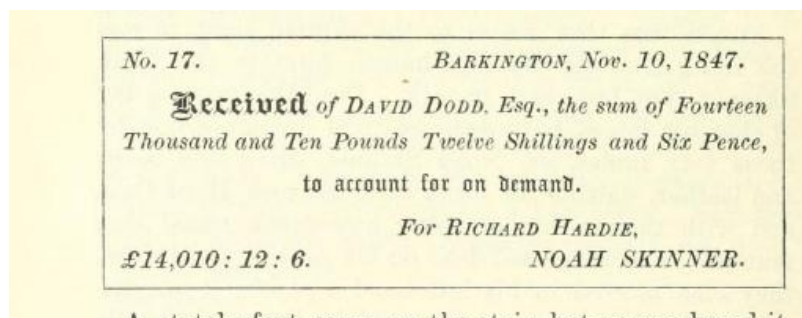 No. 17. BARKINGTON, Nov. 10, 1847.
Received of DAVID DODD, Esq., the sum of Fourteen
Thousand and Ten Pounds Twelve Shillings and Six Pence,
to account for on demand.
For RICHARD HARDIE,
£14,010: 12: 6. NOAH SKINNER.